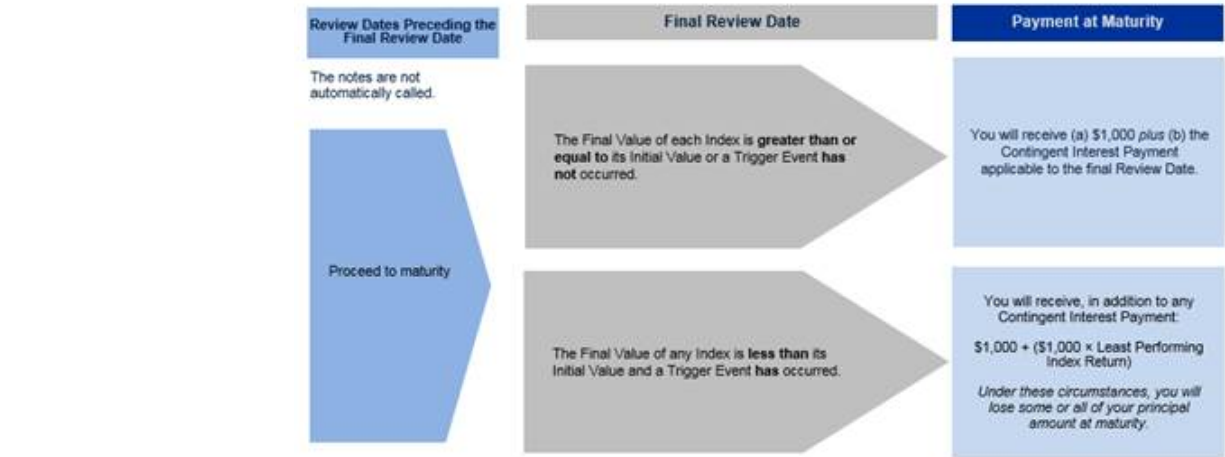 Review Dates Preceding the
Final Review Date
Final Review Date
Payment at Maturity
The notes are not
automatically called.
Proceed to maturity
The Final Value of each Index is greater than or
equal to its Initial Value or a Trigger Event has
not occurred.
You will receive (a) $1,000 plus (b) the
Contingent Interest Payment
applicable to the final Review Date.
The Final Value of any Index is less than its
Initial Value and a Trigger Event has occurred.
You will receive, in addition to any
Contingent Interest Payment:
$1,000 + ($1,000 × Least Performing
Index Return)
Under these circumstances, you will
lose some or all of your principal
amount at maturity.